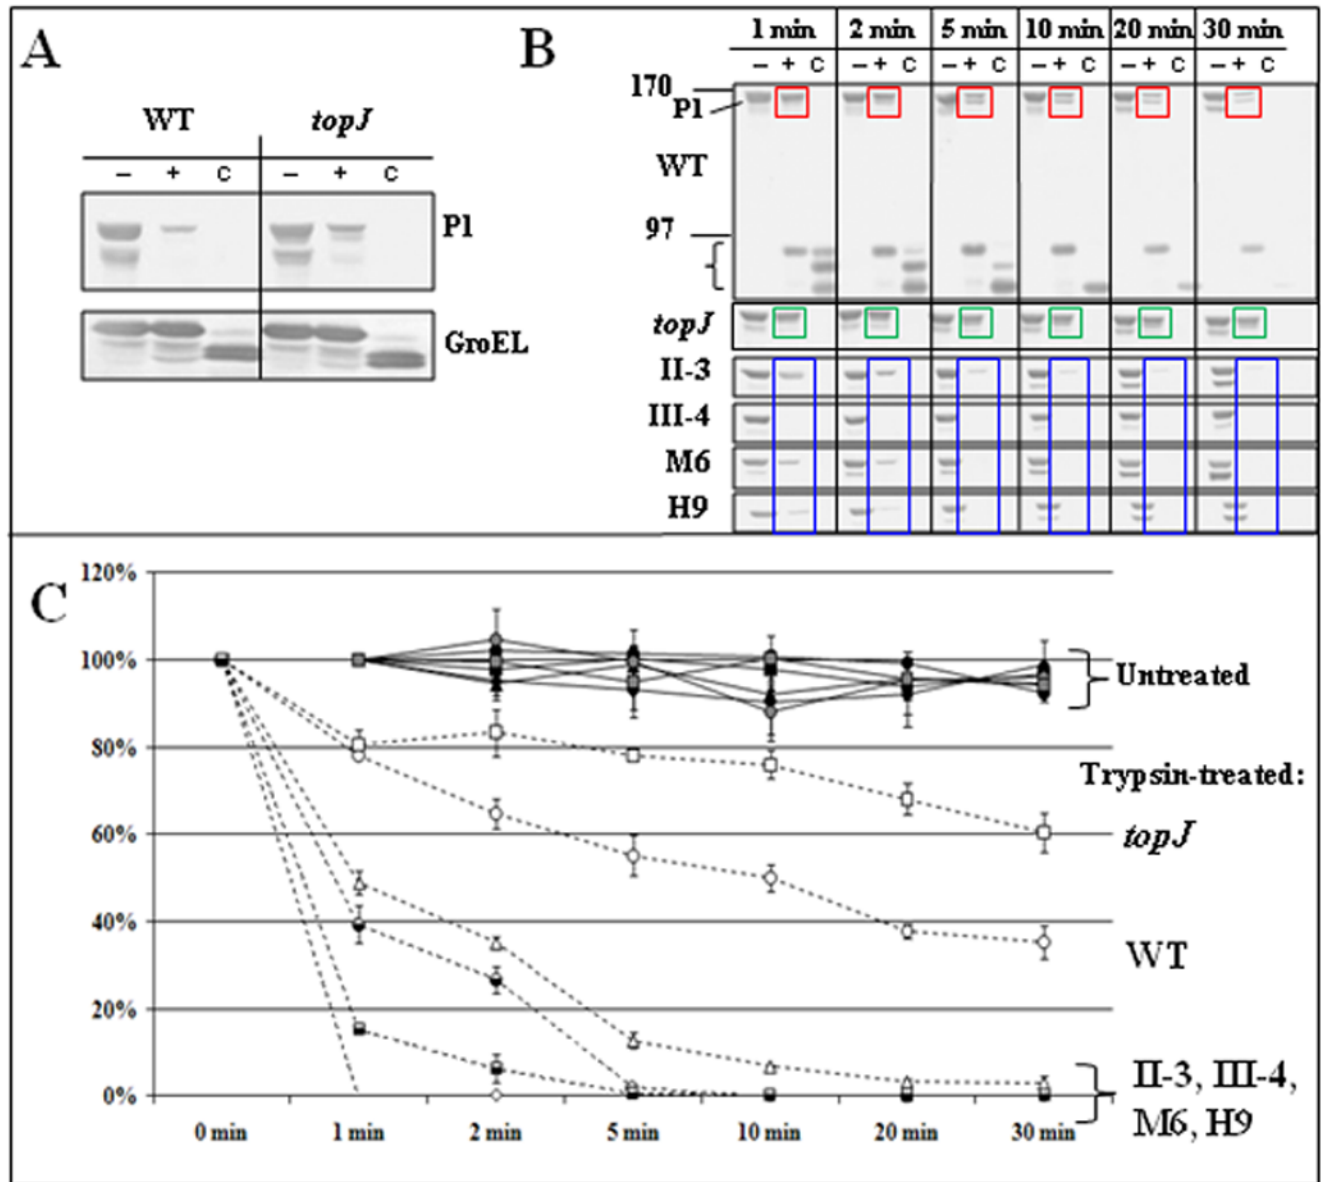 A
WT topJ
– + C – + C
P1
GroEL
B
1 min 2 min 5 min 10 min 20 min 30 min
– + C – + C – + C – + C – + C – + C
170
P1
WT
97
topJ
II-3
III-4
M6
H9
C
120%
100%
80%
60%
40%
20%
0%
0 min 1 min 2 min 5 min 10 min 20 min 30 min
Untreated
Trypsin-treated:
topJ
WT
II-3, III-4,
M6, H9